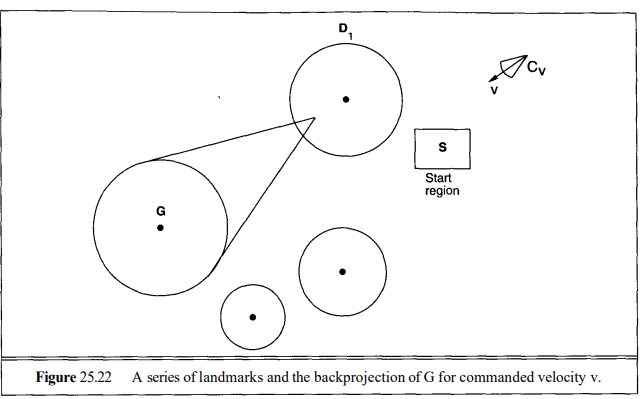 D1
Cv
v
S
Start
region
G
Figure 25.22 A series of landmarks and the backprojection of G for commanded velocity v.